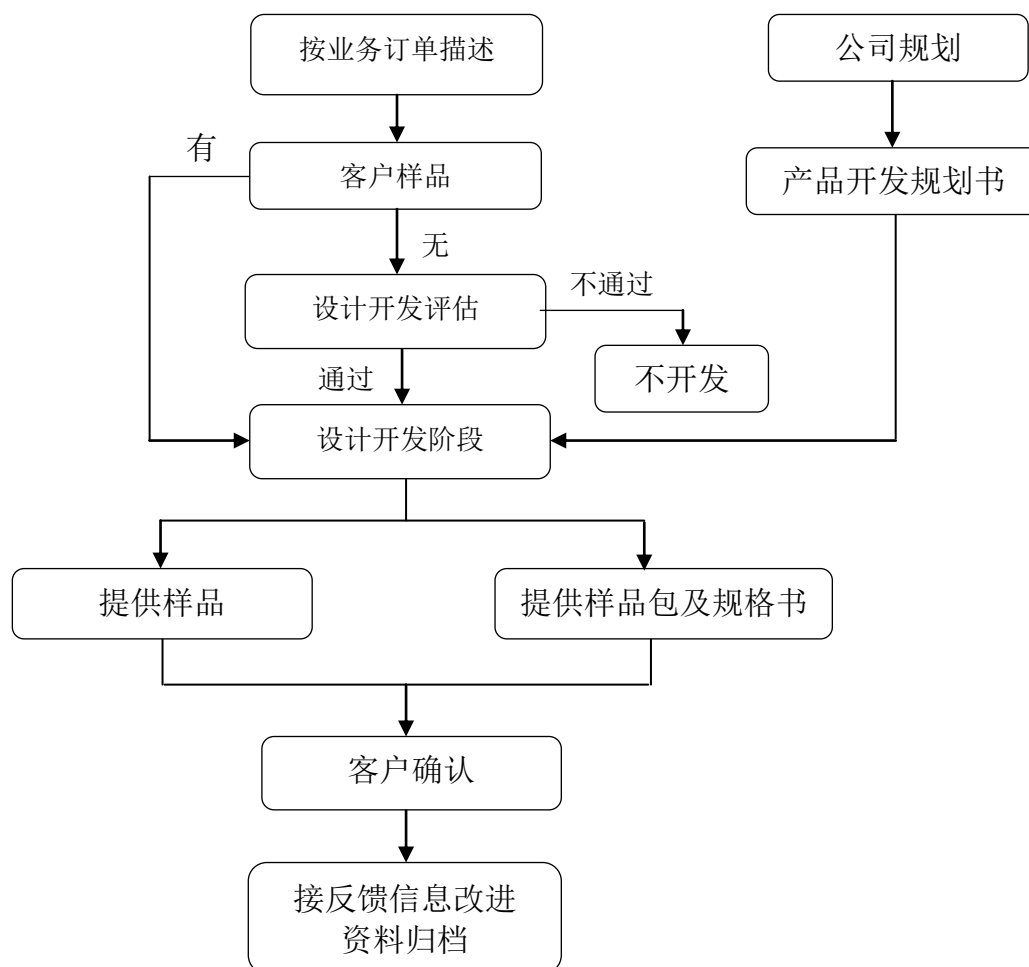 按业务订单描述
公司规划
有
客户样品
产品开发规划书
无
设计开发评估
不通过
不开发
通过
设计开发阶段
提供样品
提供样品包及规格书
客户确认
接反馈信息改进
资料归档